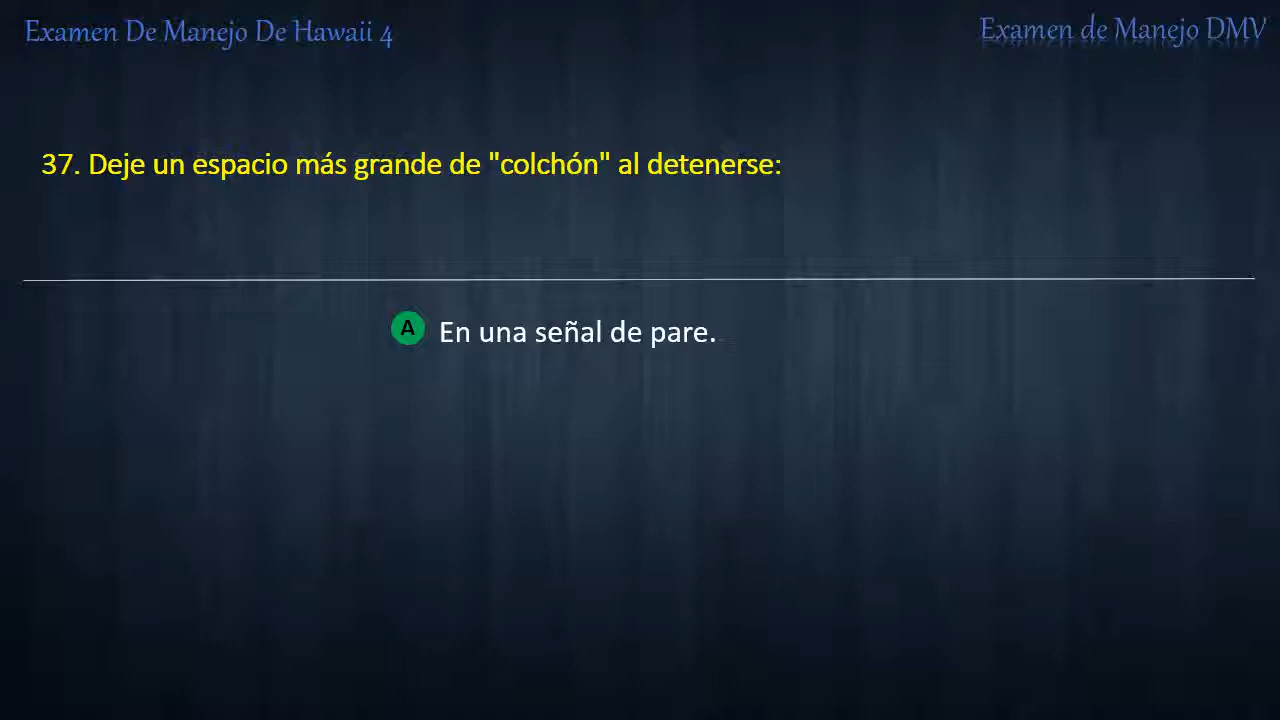 Examen De Manejo De Hawaii 4
Examen de Manejo DMV
37. Deje un espacio más grande de "colchón" al detenerse:
A En una señal de pare.